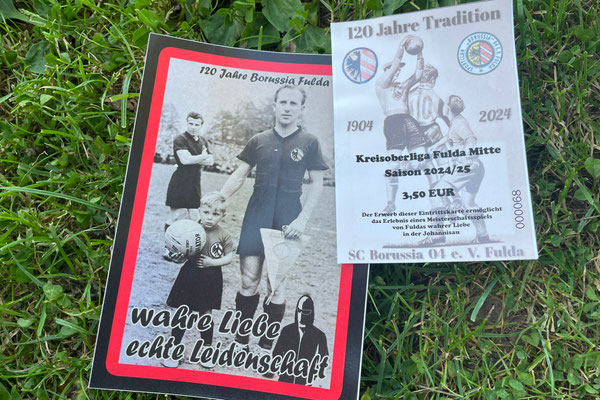 120 Jahre Borussia Fulda
wahre Liebe
echte Leidenschaft
120 Jahre Tradition
1904
2024
Kreisoberliga Fulda Mitte
Saison 2024/25
3,50 EUR
Der Erwerb dieser Eintrittskarte ermöglicht
das Erlebnis eines Meisterschaftsspiels
von Fuldas wahrer Liebe
in der Johannisau
000068
SC Borussia 04 e. V. Fulda